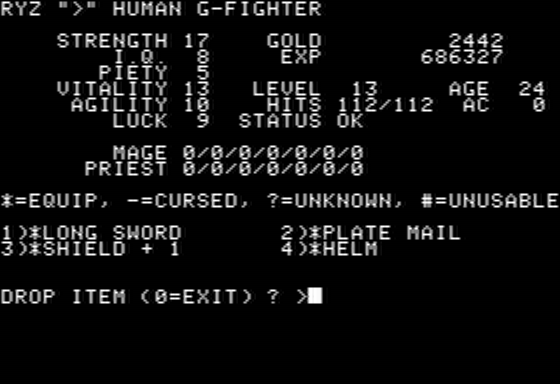 RYZ ">" HUMAN G-FIGHTER
STRENGTH 17 GOLD 2442
I.Q. 8 EXP 686327
PIETY 5
VITALITY 13 LEVEL 13 AGE 24
AGILITY 10 HITS 112/112 AC 0
LUCK 9 STATUS OK
MAGE 0/0/0/0/0/0/0
PRIEST 0/0/0/0/0/0/0
*=EQUIP, -=CURSED, ?=UNKNOWN, #=UNUSABLE
1)*LONG SWORD 2)*PLATE MAIL
3)*SHIELD + 1 4)*HELM
DROP ITEM (0=EXIT) ? >